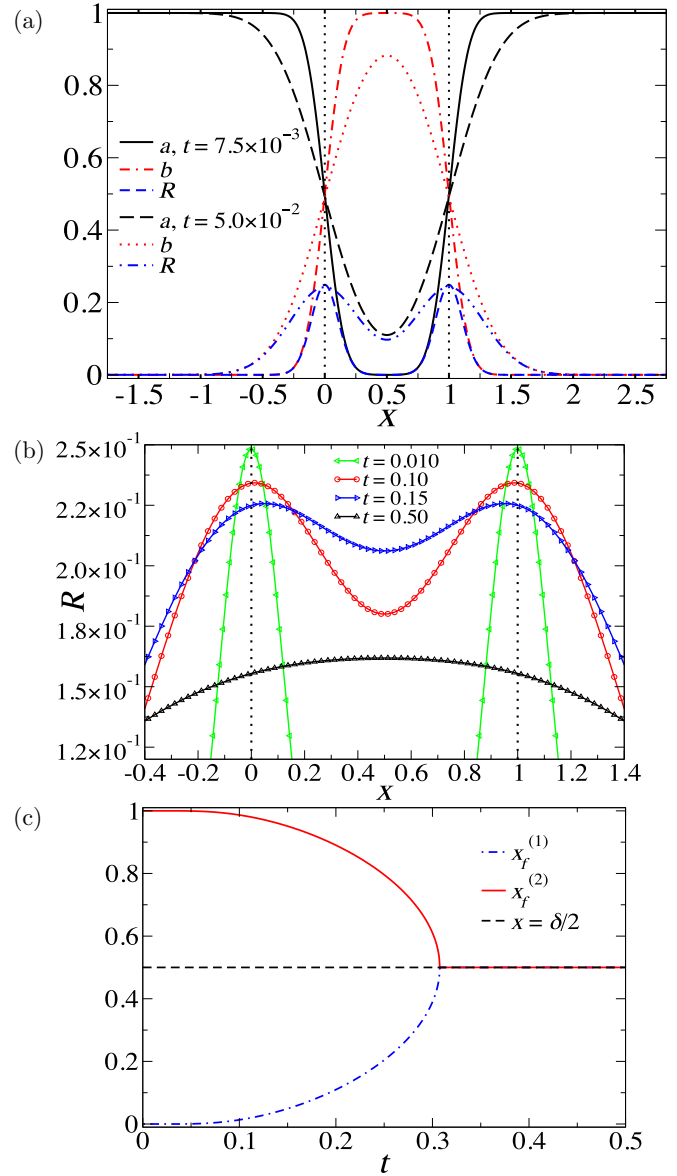 (a)
1
0.8
0.6
0.4
0.2
0
a, t = 7.5×10⁻³
b
R
a, t = 5.0×10⁻²
b
R
-1.5 -1 -0.5 0 0.5 1 1.5 2 2.5
x
(b)
R
2.5×10⁻¹
2.2×10⁻¹
2.0×10⁻¹
1.8×10⁻¹
1.5×10⁻¹
1.2×10⁻¹
t = 0.010
t = 0.10
t = 0.15
t = 0.50
-0.4 -0.2 0 0.2 0.4 0.6 0.8 1 1.2 1.4
x
(c)
1
0.8
0.6
0.4
0.2
0
x_f^(1)
x_f^(2)
x = δ/2
0 0.1 0.2 0.3 0.4 0.5
t